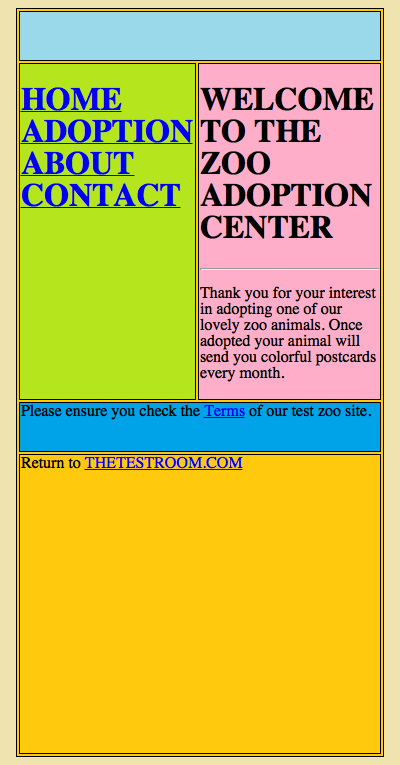 HOME
ADOPTION
ABOUT
CONTACT
WELCOME
TO THE
ZOO
ADOPTION
CENTER
Thank you for your interest
in adopting one of our
lovely zoo animals. Once
adopted your animal will
send you colorful postcards
every month.
Please ensure you check the Terms of our test zoo site.
Return to THETESTROOM.COM